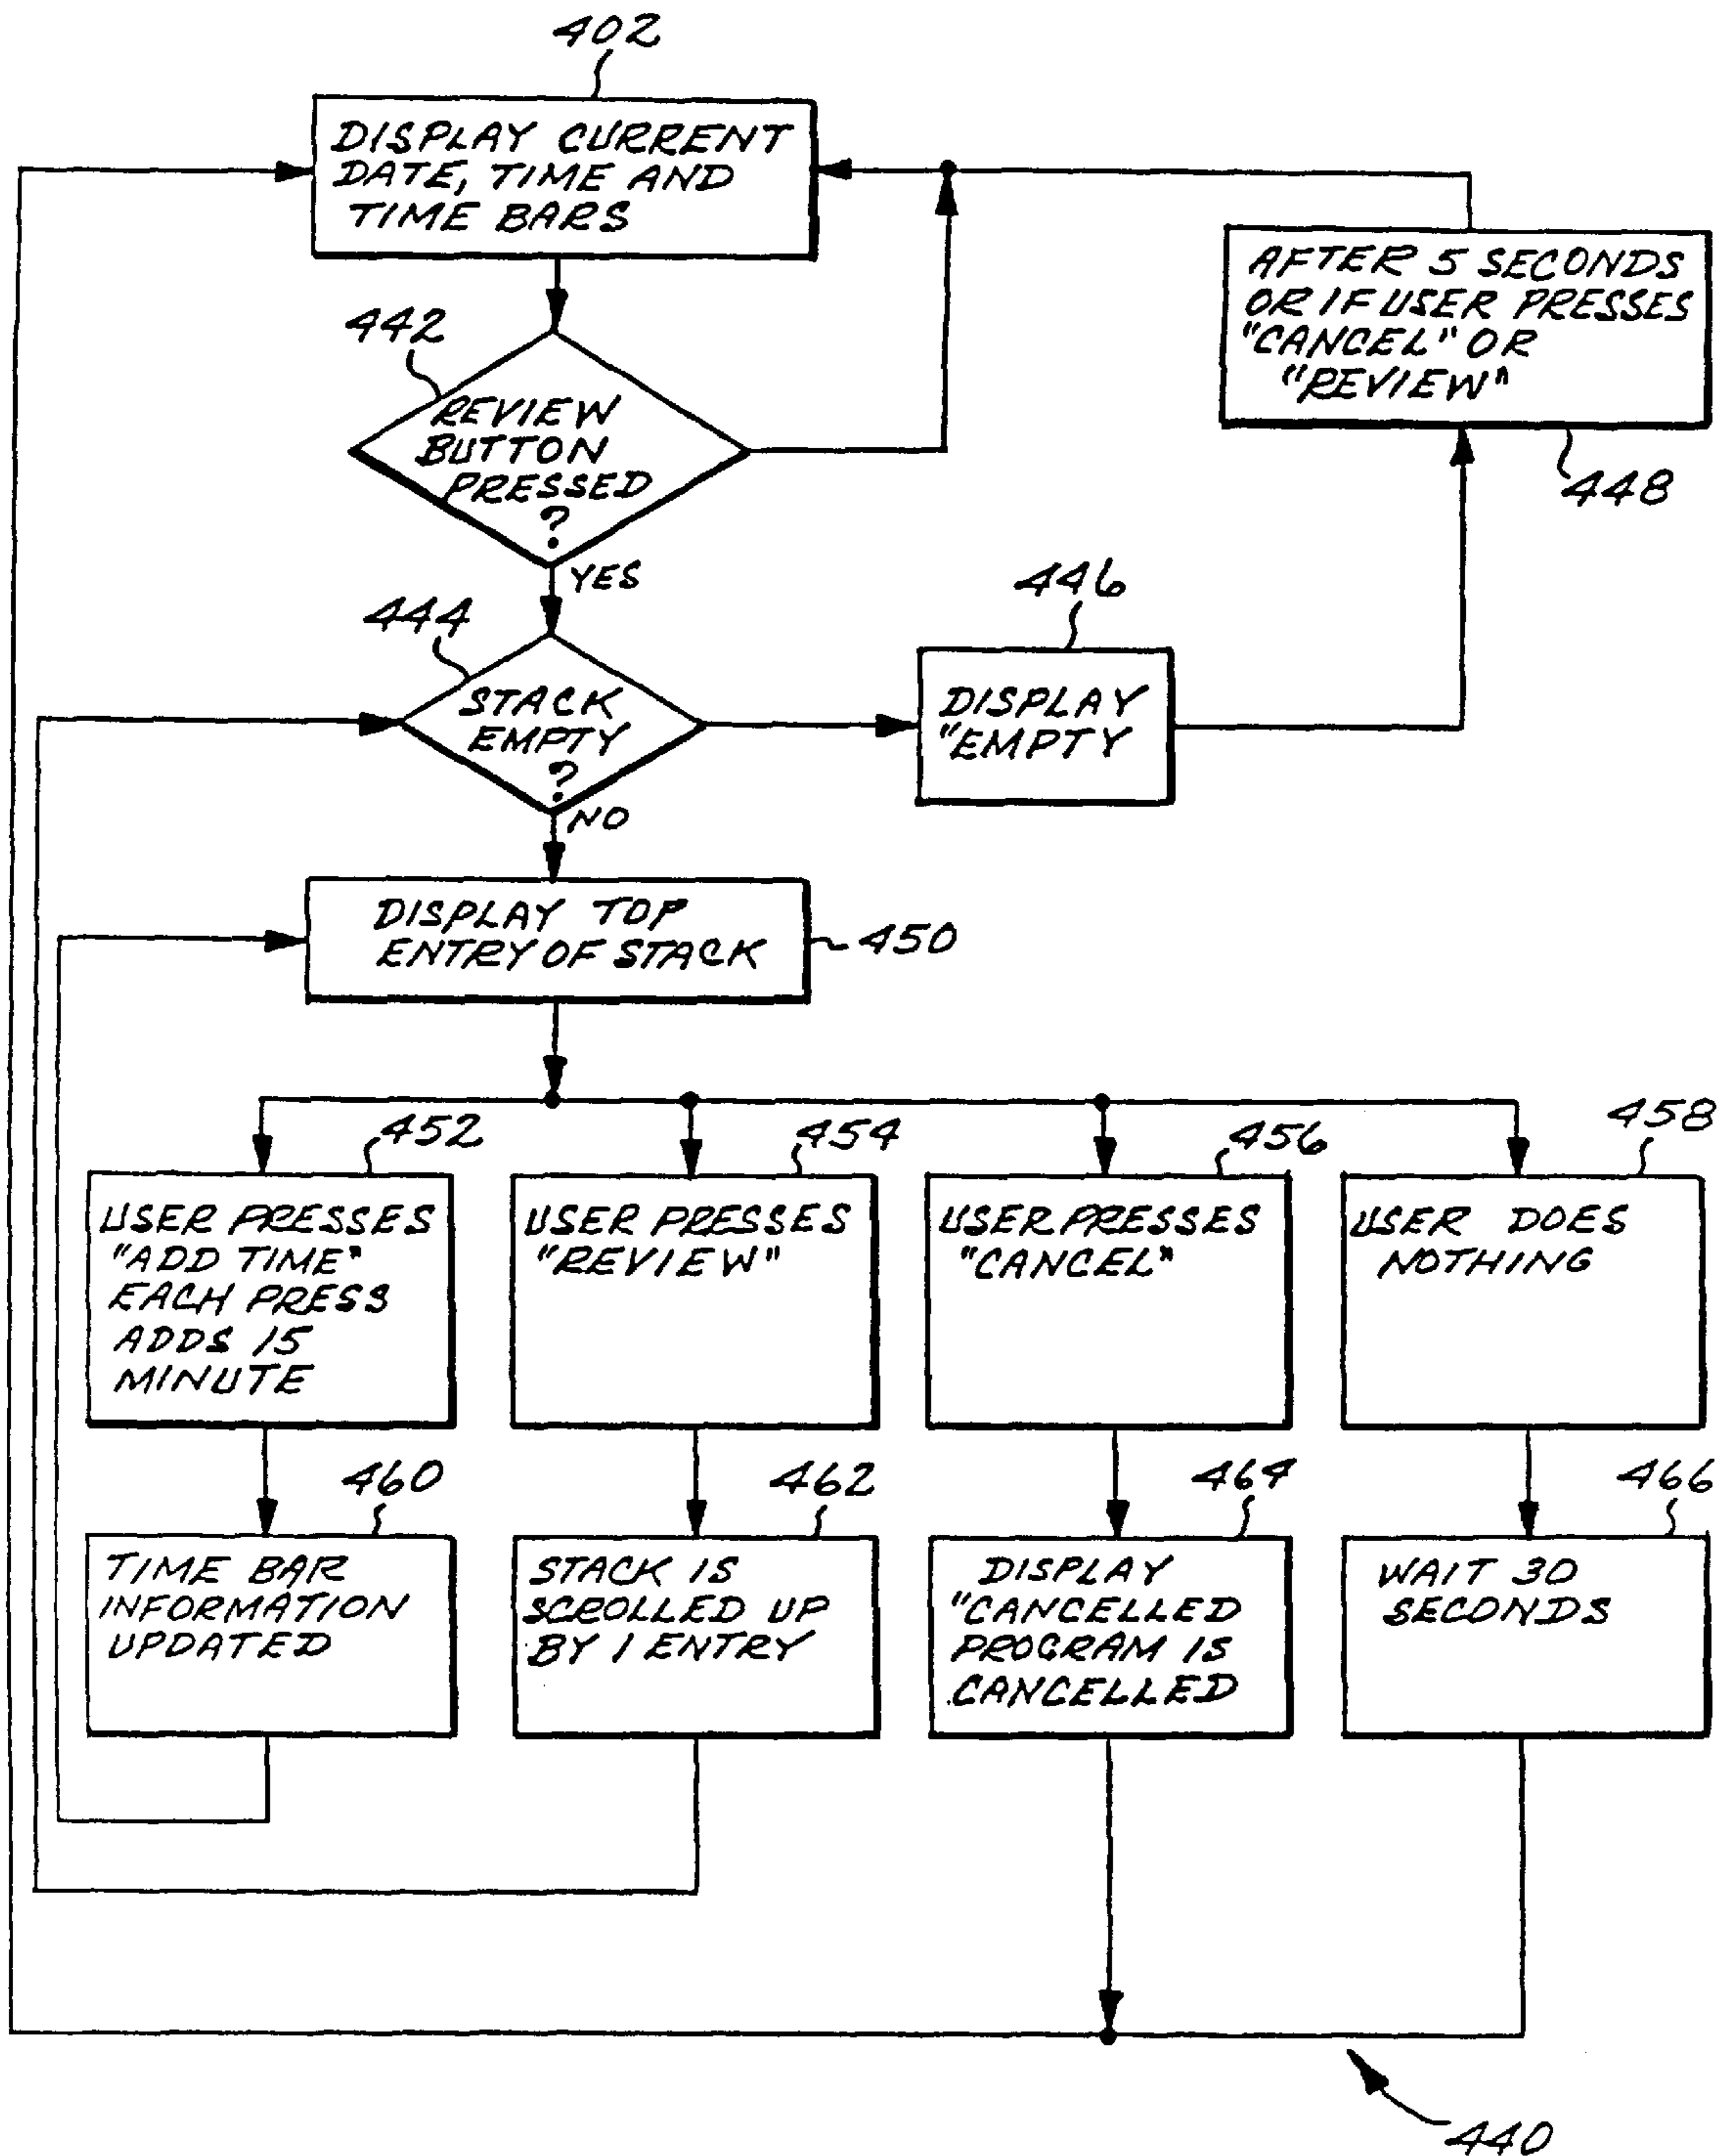 402
DISPLAY CURRENT
DATE, TIME AND
TIME BARS
442
REVIEW
BUTTON
PRESSED
?
YES
AFTER 5 SECONDS
OR IF USER PRESSES
"CANCEL" OR
"REVIEW"
448
444
STACK
EMPTY
?
NO
446
DISPLAY
"EMPTY
DISPLAY TOP
ENTRY OF STACK
450
452
USER PRESSES
"ADD TIME"
EACH PRESS
ADDS 15
MINUTE
454
USER PRESSES
"REVIEW"
456
USER PRESSES
"CANCEL"
458
USER DOES
NOTHING
460
TIME BAR
INFORMATION
UPDATED
462
STACK IS
SCROLLED UP
BY 1 ENTRY
464
DISPLAY
"CANCELLED
PROGRAM IS
CANCELLED
466
WAIT 30
SECONDS
440